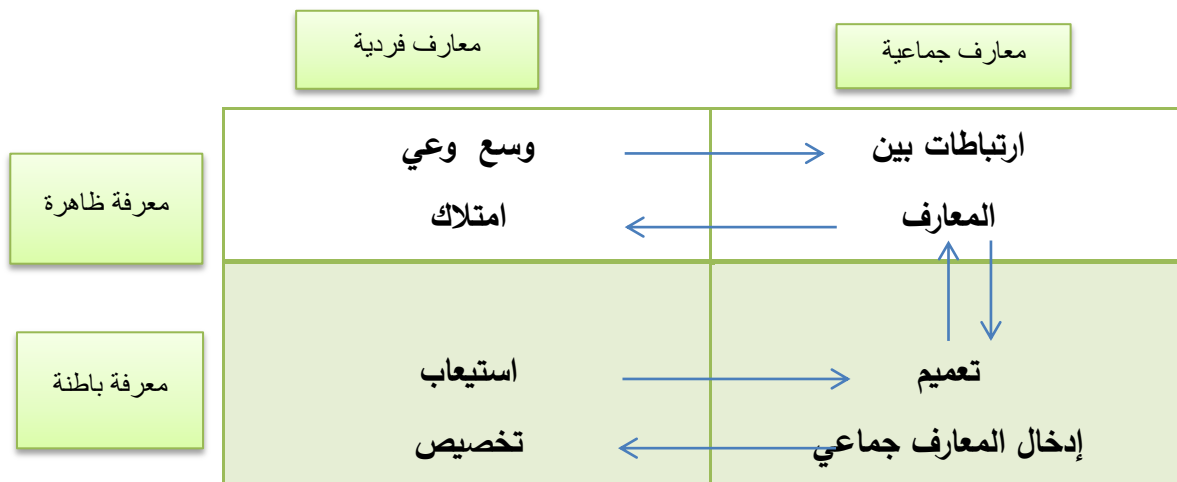 معارف جماعية
معارف فردية
معرفة ظاهرة
وسع وعي
ارتباطات بين
امتلاك
المعارف
معرفة باطنة
استيعاب
تعميم
تخصيص
إدخال المعارف جماعي